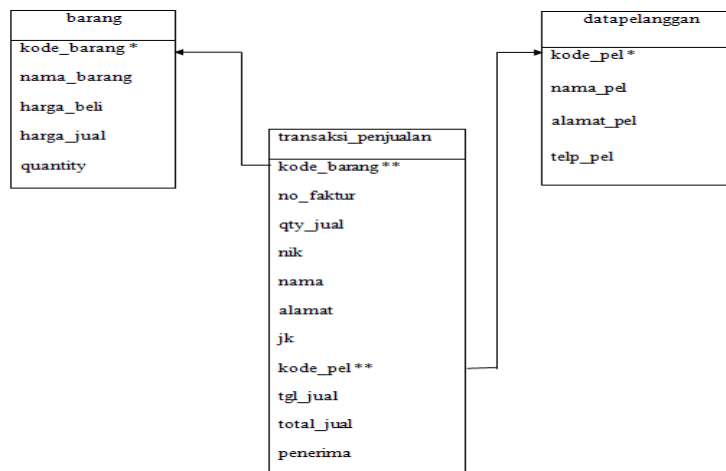 barang
kode_barang *
nama_barang
harga_beli
harga_jual
quantity
datapelanggan
kode_pel *
nama_pel
alamat_pel
telp_pel
transaksi_penjualan
kode_barang **
no_faktur
qty_jual
nik
nama
alamat
jk
kode_pel **
tgl_jual
total_jual
penerima